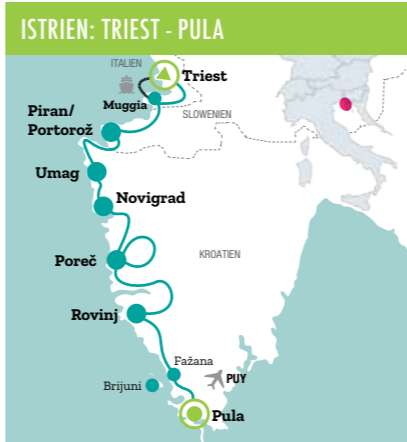 ISTRIEN: TRIEST - PULA
ITALIEN
Triest
Muggia
SLOWENIEN
Piran/
Portorož
Umag
Novigrad
KROATIEN
Poreč
Rovinj
Fažana
PUY
Brijuni
Pula